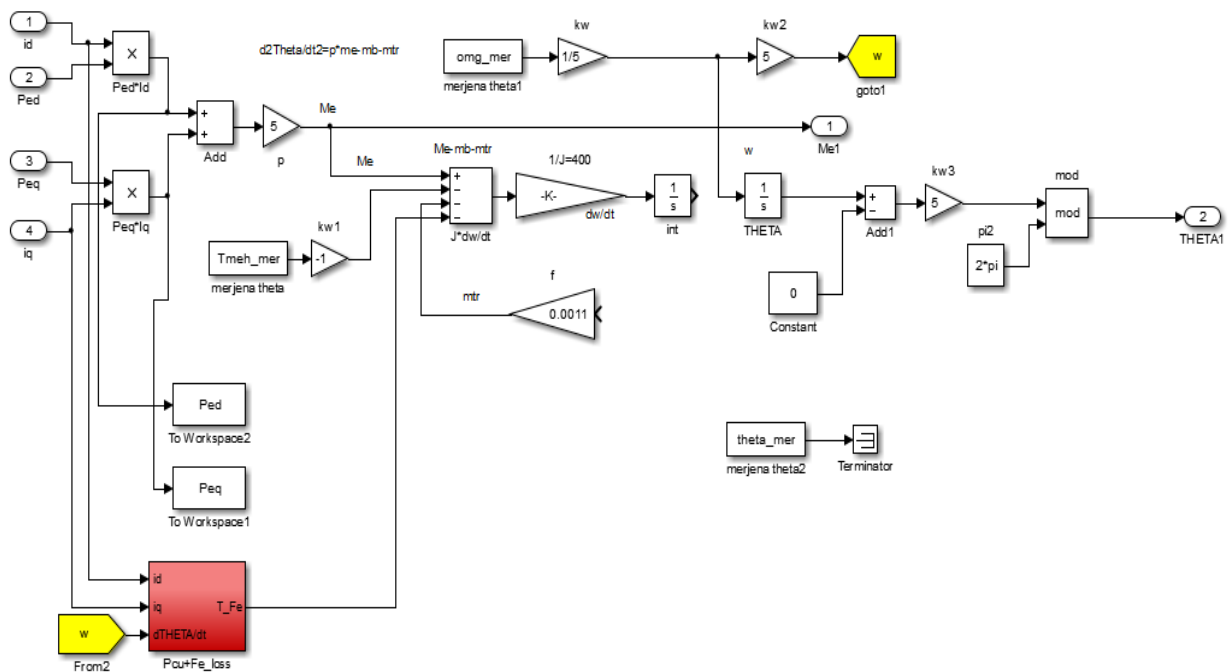 1
id
2
Ped
×
Ped*Id
d2Theta/dt2=p*me-mb-mtr
omg_mer
merjena theta1
kw
1/5
kw2
5
w
goto1
3
Peq
4
iq
×
Peq*Iq
+
+
Add
5
p
Me
Me
1
Me1
Me-mb-mtr
+
−
−
−
J*dw/dt
1/J=400
-K-
dw/dt
1
s
int
w
1
s
THETA
+
−
Add1
kw3
5
mod
mod
pi2
2*pi
2
THETA1
kw1
Tmeh_mer
-1
merjena theta
mtr
f
0.0011
0
Constant
Ped
To Workspace2
Peq
To Workspace1
theta_mer
merjena theta2
Terminator
id
iq
dTHETA/dt
T_Fe
Pcu+Fe_loss
w
From2